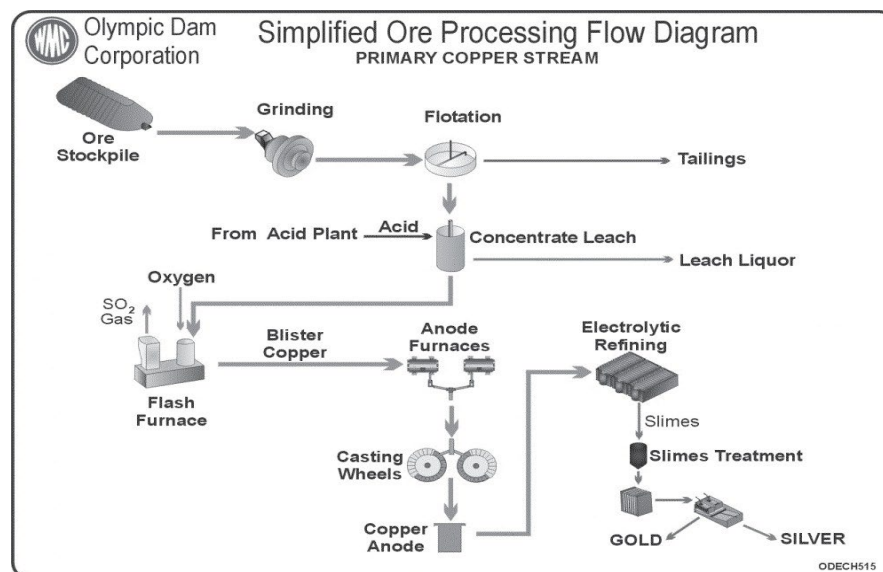 WMC
Olympic Dam
Corporation
Simplified Ore Processing Flow Diagram
PRIMARY COPPER STREAM
Ore
Stockpile
Grinding
Flotation
Tailings
From Acid Plant
Acid
Concentrate Leach
Leach Liquor
Oxygen
SO2
Gas
Flash
Furnace
Blister
Copper
Anode
Furnaces
Electrolytic
Refining
Slimes
Slimes Treatment
Casting
Wheels
Copper
Anode
GOLD
SILVER
ODECH515